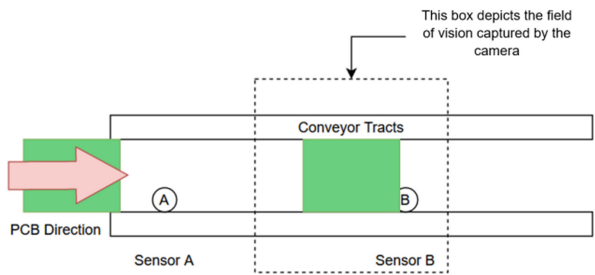 This box depicts the field
of vision captured by the
camera
Conveyor Tracts
A
B
PCB Direction
Sensor A
Sensor B